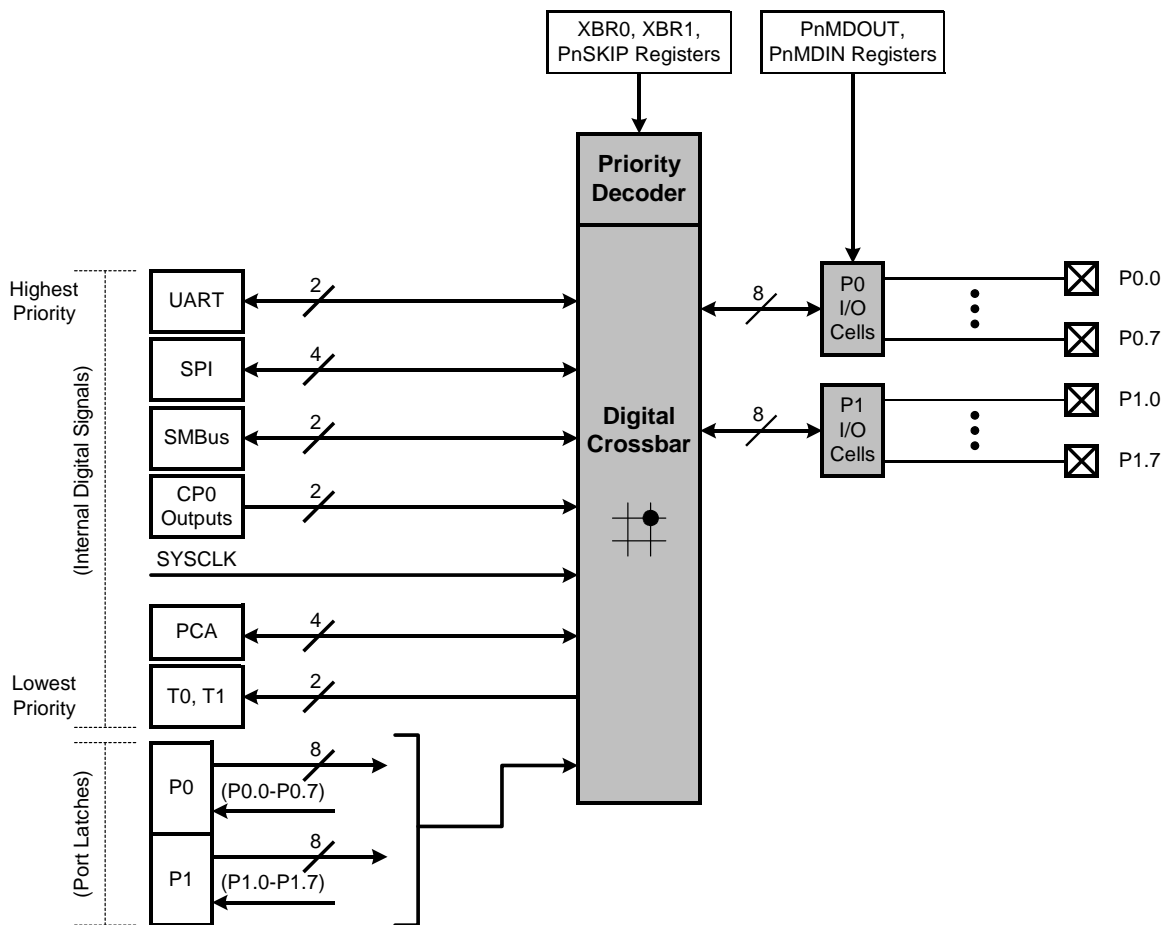 XBR0, XBR1,
PnSKIP Registers
PnMDOUT,
PnMDIN Registers
Priority
Decoder
Highest
Priority
(Internal Digital Signals)
Lowest
Priority
(Port Latches)
UART
2
SPI
4
SMBus
2
CP0
Outputs
2
SYSCLK
PCA
4
T0, T1
2
P0
8
(P0.0-P0.7)
P1
8
(P1.0-P1.7)
Digital
Crossbar
8
P0
I/O
Cells
P0.0
P0.7
8
P1
I/O
Cells
P1.0
P1.7